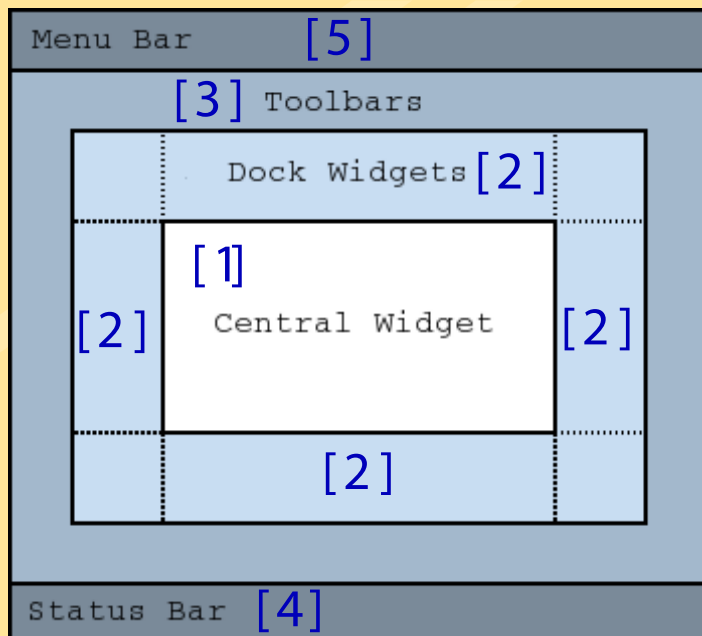 Menu Bar [5]
[3] Toolbars
Dock Widgets [2]
[1]
Central Widget
[2] [2]
[2]
Status Bar [4]